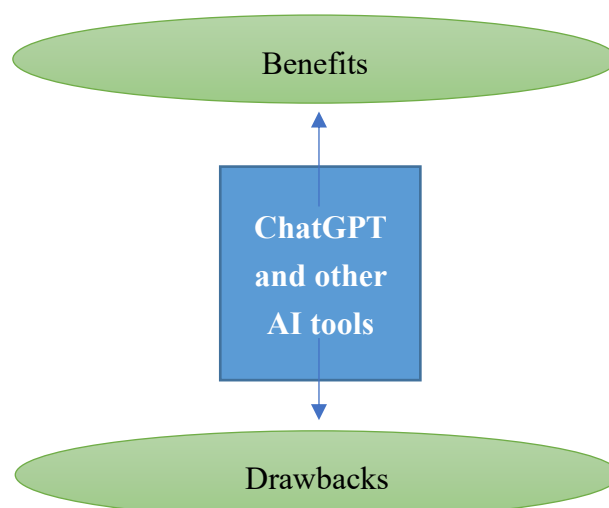 Benefits
ChatGPT
and other
AI tools
Drawbacks